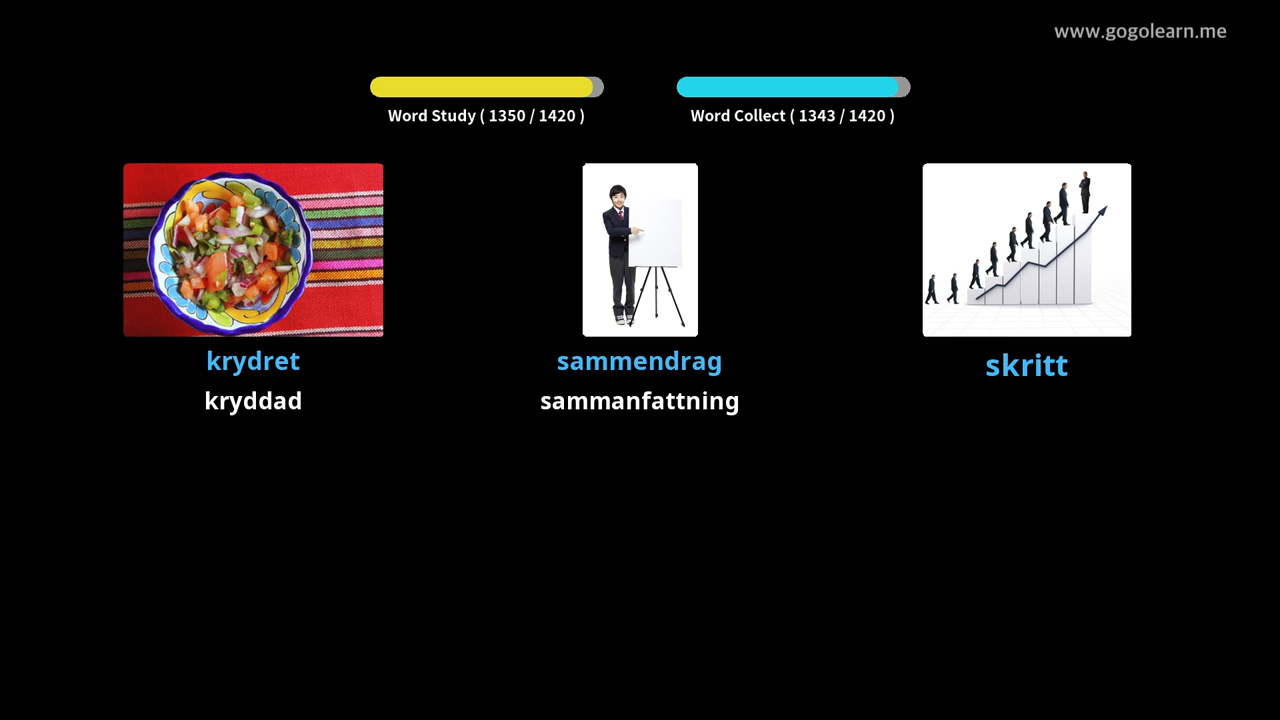 www.gogolearn.me
Word Study ( 1350 / 1420 )
Word Collect ( 1343 / 1420 )
krydret
sammendrag
skritt
kryddad
sammanfattning